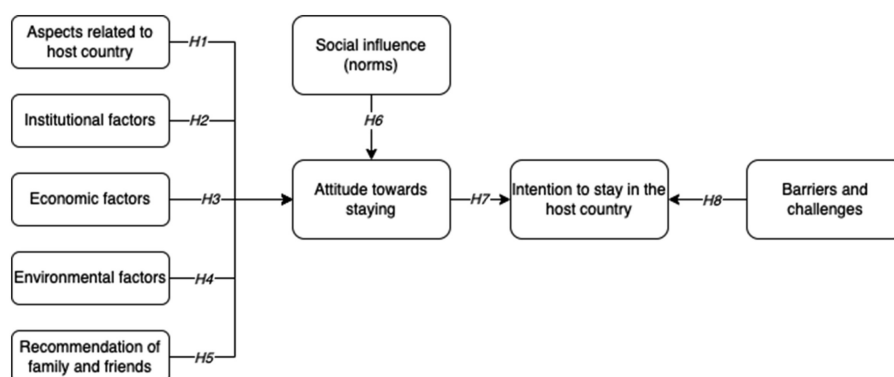 Aspects related to
host country
H1
Social influence
(norms)
Institutional factors
H2
H6
Economic factors
H3
Attitude towards
staying
H7
Intention to stay in the
host country
H8
Barriers and
challenges
Environmental factors
H4
Recommendation of
family and friends
H5